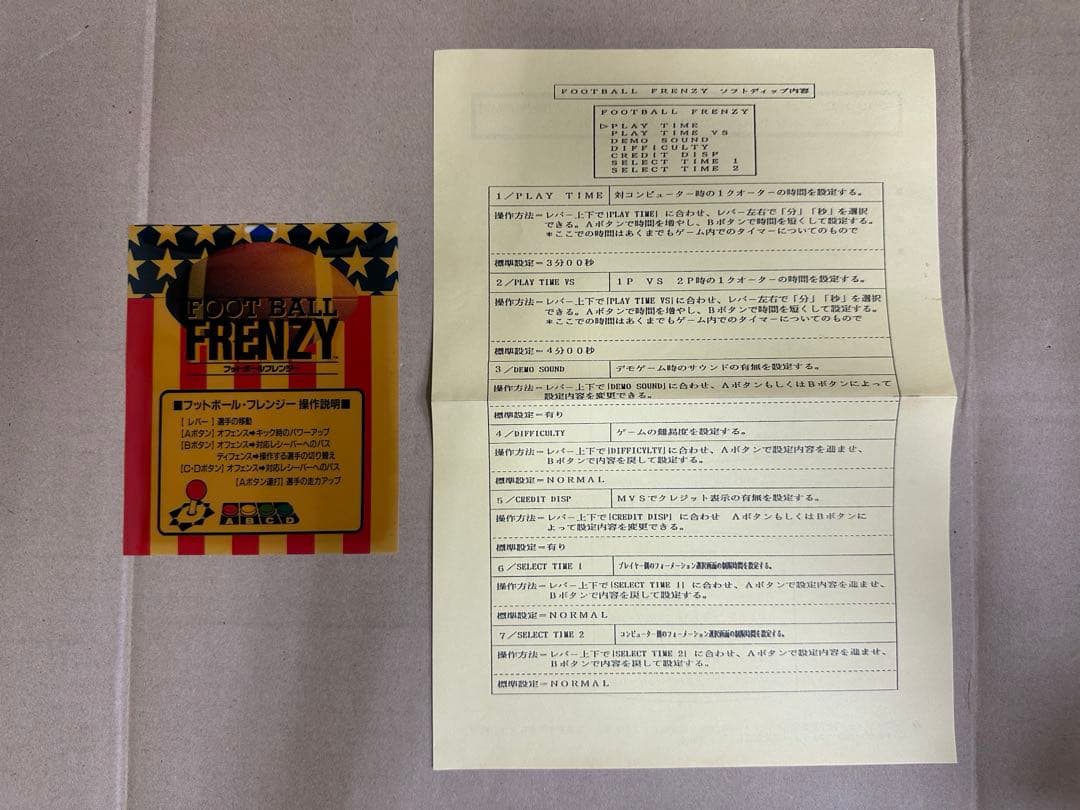 FOOTBALL
FRENZY
フットボールフレンジー
■フットボール・フレンジー 操作説明■
[ レバー ] 選手の移動
[Aボタン] オフェンス➡キック時のパワーアップ
[Bボタン] オフェンス➡対応レシーバーへのパス
ディフェンス➡操作する選手の切り替え
[C・Dボタン] オフェンス➡対応レシーバーへのパス
[Aボタン連打] 選手の走力アップ
A B C D
FOOTBALL FRENZY ソフトディップ内容
FOOTBALL FRENZY
▷PLAY TIME
PLAY TIME VS
DEMO SOUND
DIFFICULTY
CREDIT DISP
SELECT TIME 1
SELECT TIME 2
1/PLAY TIME 対コンピューター時の1クオーターの時間を設定する。
操作方法=レバー上下で|PLAY TIME| に合わせ、レバー左右で「分」「秒」を選択
できる。Aボタンで時間を増やし、Bボタンで時間を短くして設定する。
*ここでの時間はあくまでもゲーム内でのタイマーについてのもので
標準設定=3分00秒
2/PLAY TIME VS 1P VS 2P時の1クオーターの時間を設定する。
操作方法=レバー上下で|PLAY TIME VS|に合わせ、レバー左右で「分」「秒」を選択
できる。Aボタンで時間を増やし、Bボタンで時間を短くして設定する。
*ここでの時間はあくまでもゲーム内でのタイマーについてのもので
標準設定=4分00秒
3/DEMO SOUND デモゲーム時のサウンドの有無を設定する。
操作方法=レバー上下で|DEMO SOUND|に合わせ、AボタンもしくはBボタンによって
設定内容を変更できる。
標準設定=有り
4/DIFFICULTY ゲームの難易度を設定する。
操作方法=レバー上下で|DIFFICYLTY|に合わせ、Aボタンで設定内容を進ませ、
Bボタンで内容を戻して設定する。
標準設定=NORMAL
5/CREDIT DISP MVSでクレジット表示の有無を設定する。
操作方法=レバー上下で|CREDIT DISP| に合わせ AボタンもしくはBボタンに
よって設定内容を変更できる。
標準設定=有り
6/SELECT TIME 1 プレイヤー側のフォーメーション選択画面の制限時間を設定する。
操作方法=レバー上下で|SELECT TIME 1| に合わせ、Aボタンで設定内容を進ませ、
Bボタンで内容を戻して設定する。
標準設定=NORMAL
7/SELECT TIME 2 コンピューター側のフォーメーション選択画面の制限時間を設定する。
操作方法=レバー上下で|SELECT TIME 2| に合わせ、Aボタンで設定内容を進ませ、
Bボタンで内容を戻して設定する。
標準設定=NORMAL